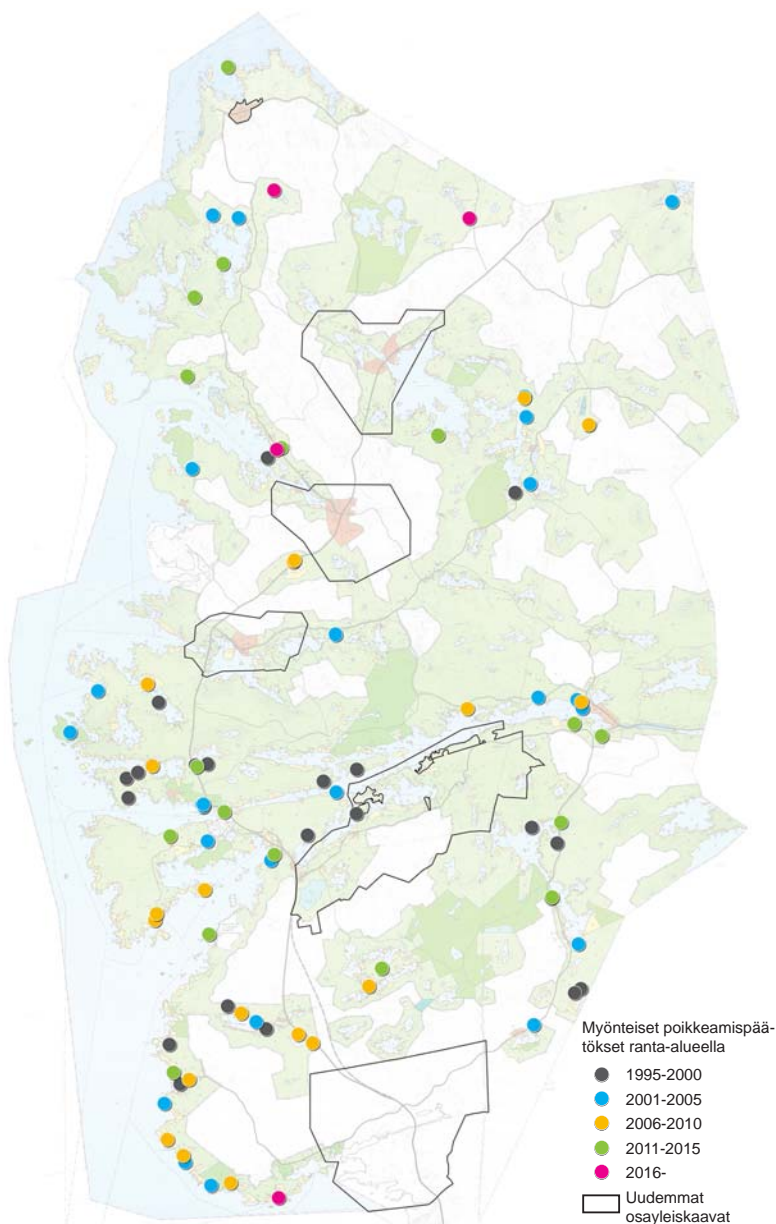 Myönteiset poikkeamispää-
tökset ranta-alueella
1995-2000
2001-2005
2006-2010
2011-2015
2016-
Uudemmat
osayleiskaavat